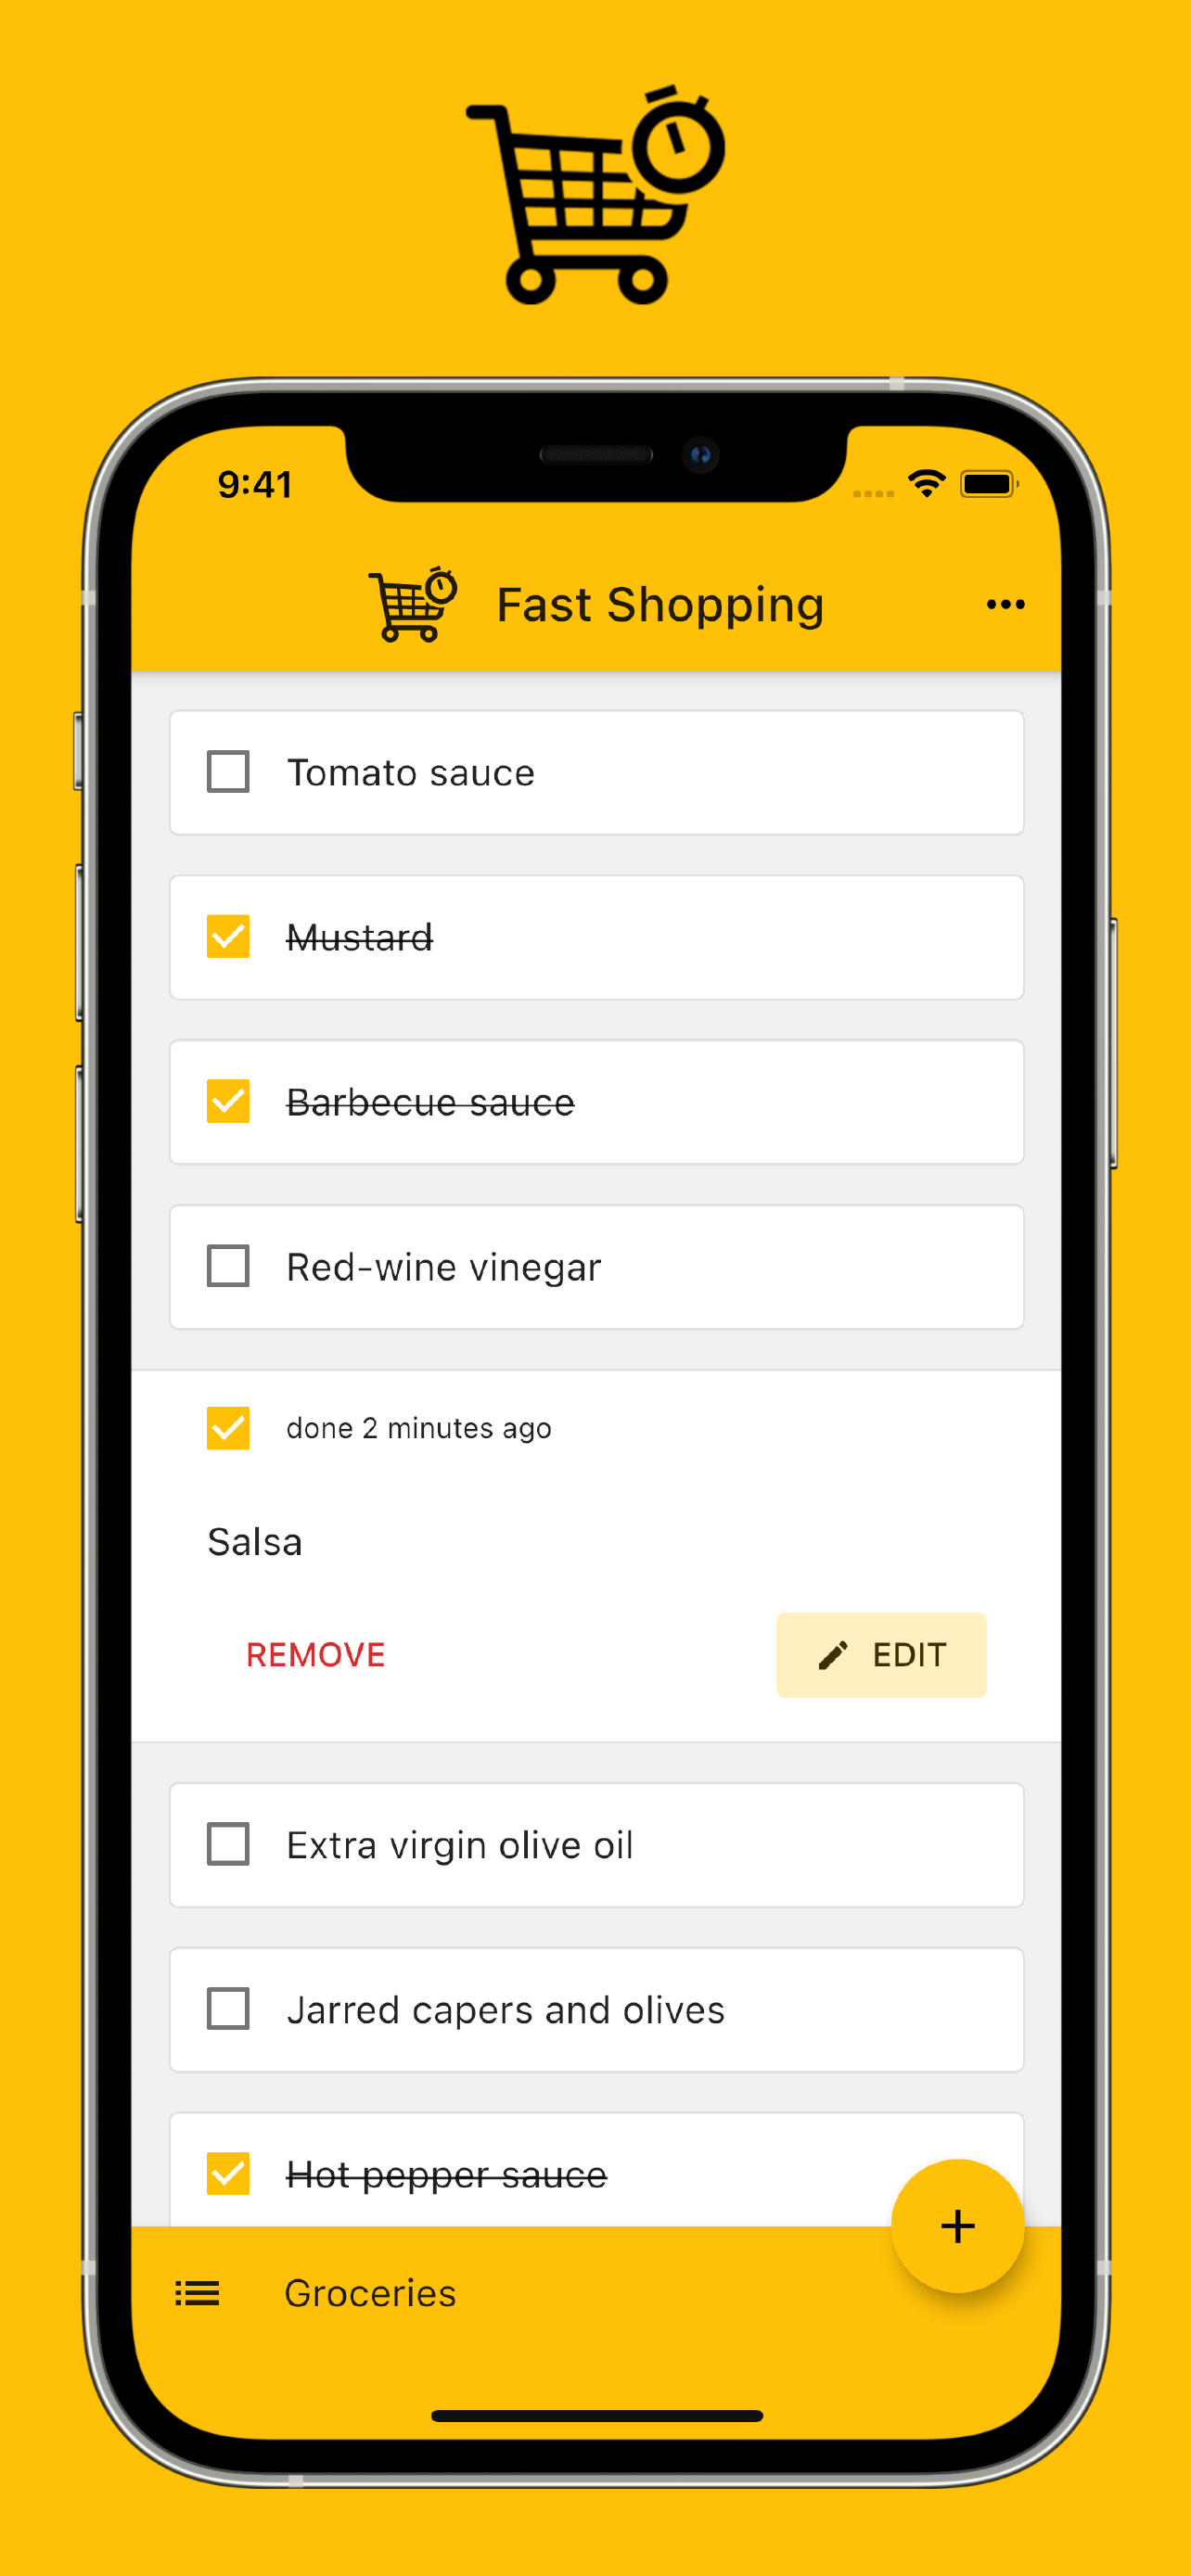 9:41
Fast Shopping
Tomato sauce
Mustard
Barbecue sauce
Red-wine vinegar
done 2 minutes ago
Salsa
REMOVE
EDIT
Extra virgin olive oil
Jarred capers and olives
Hot pepper sauce
Groceries